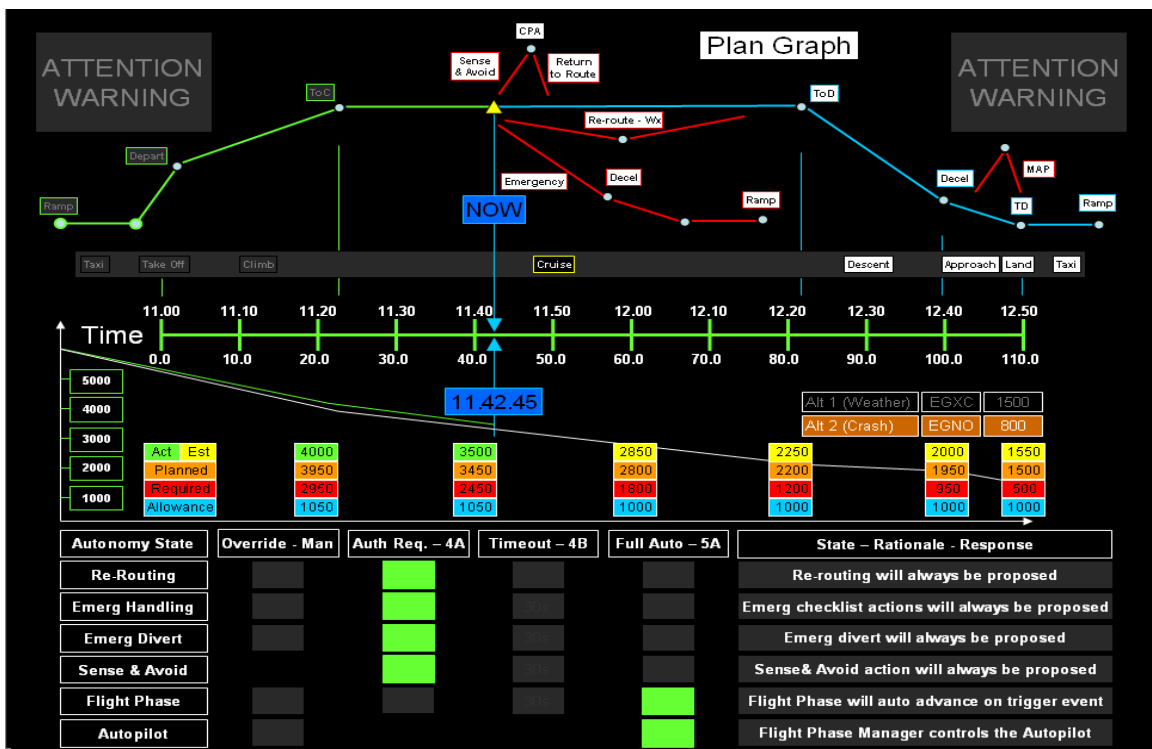 Plan Graph
ATTENTION
WARNING
ATTENTION
WARNING
CPA
Sense
& Avoid
Return
to Route
ToC
ToD
Re-route - Wx
Depart
Emergency
Decel
Decel
MAP
Ramp
NOW
Ramp
TD
Ramp
Taxi
Take Off
Climb
Cruise
Descent
Approach
Land
Taxi
11.00 11.10 11.20 11.30 11.40 11.50 12.00 12.10 12.20 12.30 12.40 12.50
Time
0.0 10.0 20.0 30.0 40.0 50.0 60.0 70.0 80.0 90.0 100.0 110.0
5000
4000
3000
2000
1000
11.42.45
Alt 1 (Weather) EGXC 1500
Alt 2 (Crash) EGNO 800
Act Est 4000 3500 2850 2250 2000 1550
Planned 3950 3450 2800 2200 1950 1500
Required 2950 2450 1800 1200 950 500
Allowance 1050 1050 1000 1000 1000 1000
Autonomy State Override - Man Auth Req. – 4A Timeout – 4B Full Auto – 5A State – Rationale - Response
Re-Routing Re-routing will always be proposed
Emerg Handling 30s Emerg checklist actions will always be proposed
Emerg Divert 30s Emerg divert will always be proposed
Sense & Avoid 30s Sense& Avoid action will always be proposed
Flight Phase 30s Flight Phase will auto advance on trigger event
Autopilot Flight Phase Manager controls the Autopilot